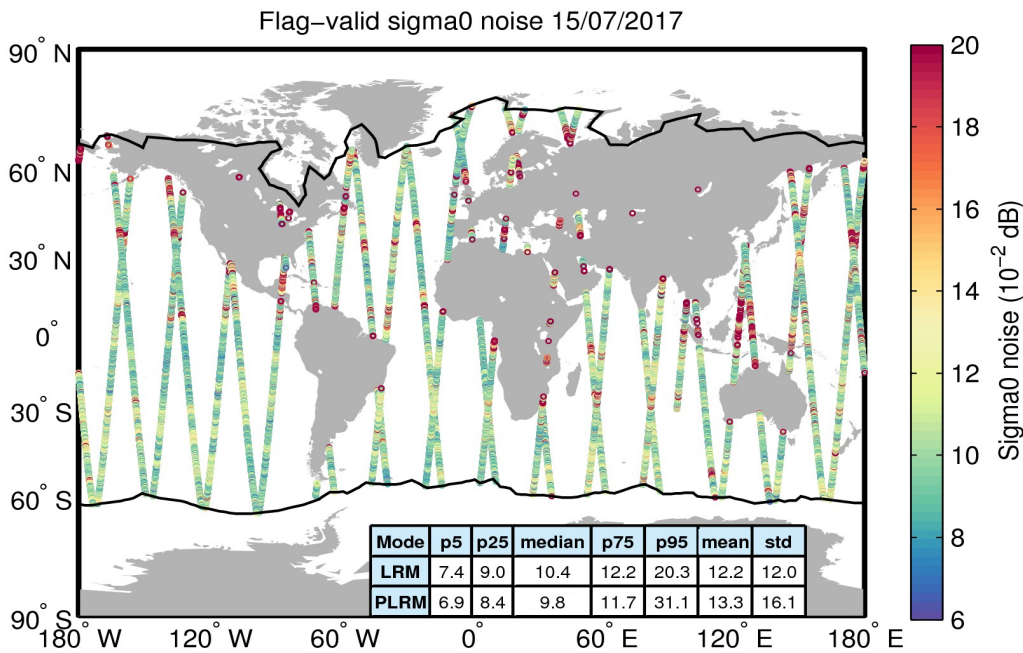 Flag−valid sigma0 noise 15/07/2017
90° N
60° N
30° N
0°
30° S
60° S
90° S
180° W
120° W
60° W
0°
60° E
120° E
180° E
20
18
16
14
12
10
8
6
Sigma0 noise (10⁻² dB)
Mode p5 p25 median p75 p95 mean std
LRM 7.4 9.0 10.4 12.2 20.3 12.2 12.0
PLRM 6.9 8.4 9.8 11.7 31.1 13.3 16.1